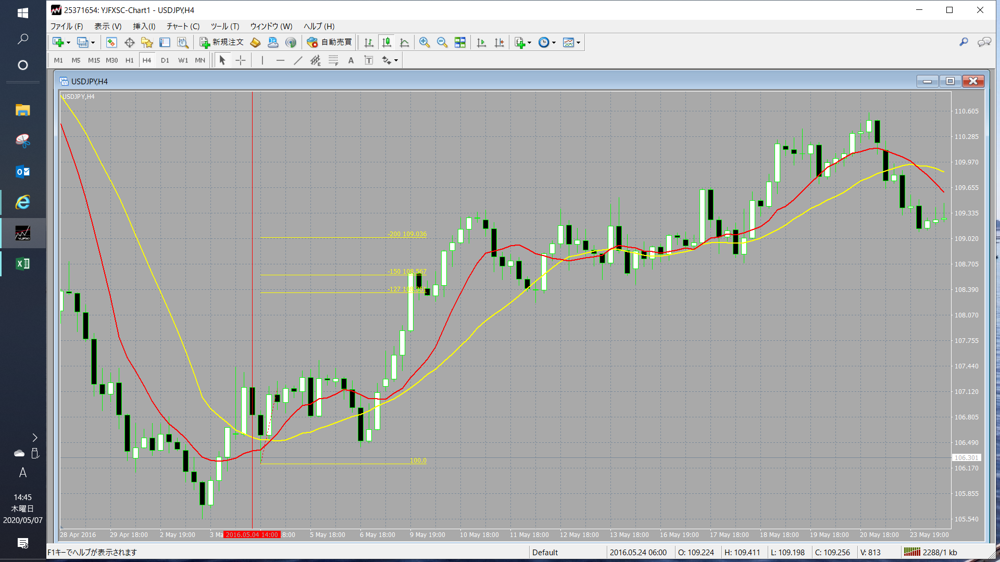 25371654: YJFXSC-Chart1 - USDJPY,H4
ファイル (F) 表示 (V) 挿入(I) チャート (C) ツール (T) ウィンドウ (W) ヘルプ (H)
新規注文 自動売買
M1 M5 M15 M30 H1 H4 D1 W1 MN E F A T
USDJPY,H4
USDJPY,H4
110.605
110.285
109.970
109.655
109.335
109.020
108.705
108.390
108.070
107.755
107.440
107.120
106.805
106.490
106.301
106.170
105.855
105.540
-200 109.036
-150 108.567
-127 108.351
100.0
28 Apr 2016 29 Apr 18:00 2 May 19:00 3 Ma 2016.05.04 14:00 8:00 5 May 18:00 6 May 18:00 9 May 19:00 10 May 18:00 11 May 18:00 12 May 18:00 13 May 18:00 16 May 19:00 17 May 18:00 18 May 18:00 19 May 18:00 20 May 18:00 23 May 19:00
F1キーでヘルプが表示されます Default 2016.05.24 06:00 O: 109.224 H: 109.411 L: 109.198 C: 109.256 V: 813 2288/1 kb
A
14:45
木曜日
2020/05/07